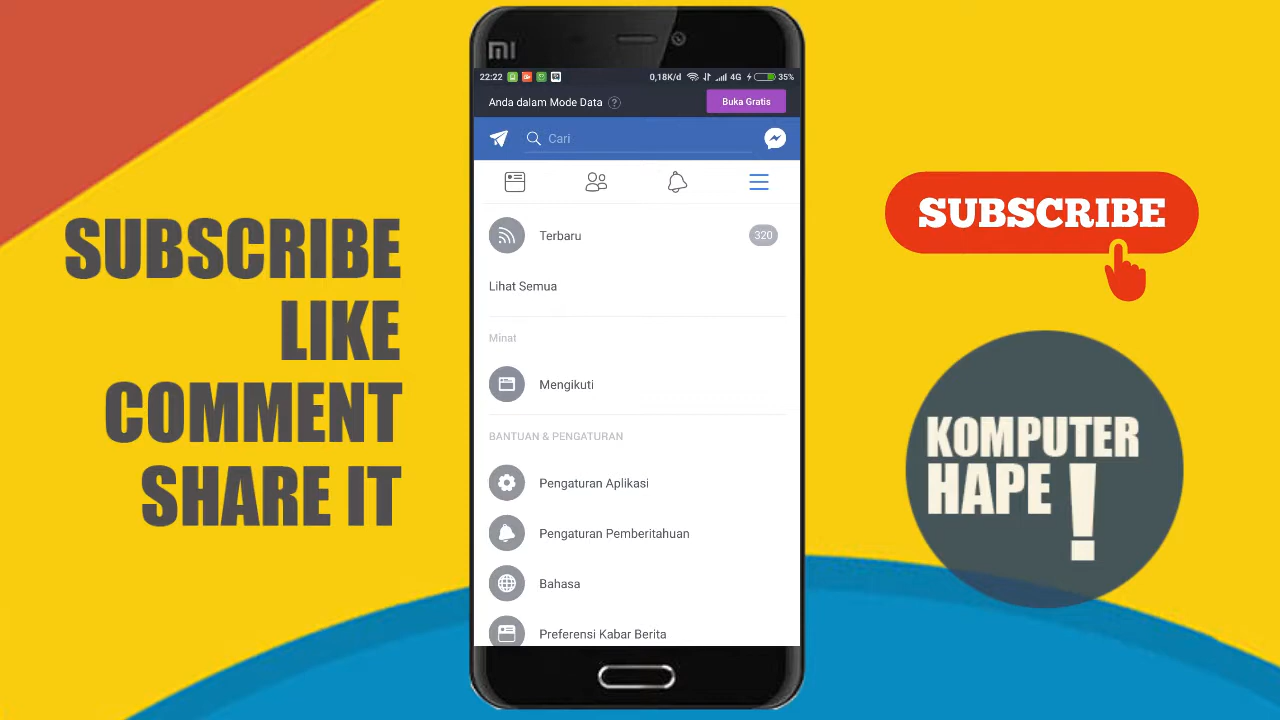 SUBSCRIBE
LIKE
COMMENT
SHARE IT
22:22
0,18K/d
4G
35%
Anda dalam Mode Data ?
Buka Gratis
Cari
Terbaru
320
Lihat Semua
Minat
Mengikuti
BANTUAN & PENGATURAN
Pengaturan Aplikasi
Pengaturan Pemberitahuan
Bahasa
Preferensi Kabar Berita
SUBSCRIBE
KOMPUTER
HAPE !